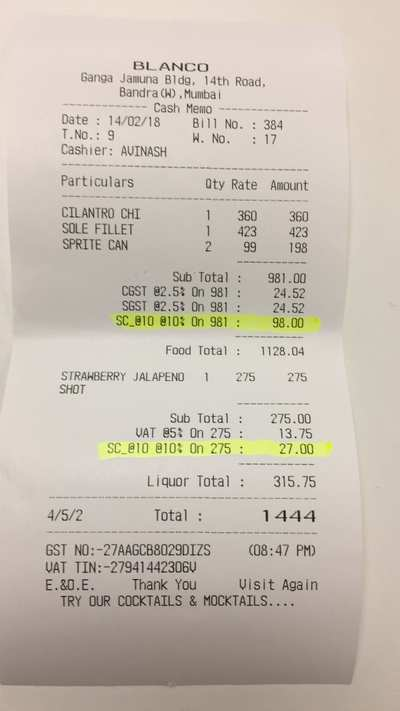 BLANCO
Ganga Jamuna Bldg, 14th Road,
Bandra(W),Mumbai
Cash Memo
Date : 14/02/18 Bill No. : 384
T.No.: 9 W. No. : 17
Cashier: AVINASH
Particulars Qty Rate Amount
CILANTRO CHI 1 360 360
SOLE FILLET 1 423 423
SPRITE CAN 2 99 198
Sub Total : 981.00
CGST @2.5% On 981 : 24.52
SGST @2.5% On 981 : 24.52
SC_@10 @10% On 981 : 98.00
Food Total : 1128.04
STRAWBERRY JALAPENO 1 275 275
SHOT
Sub Total : 275.00
VAT @5% On 275 : 13.75
SC_@10 @10% On 275 : 27.00
Liquor Total : 315.75
4/5/2 Total : 1444
GST NO:-27AAGCB8029DIZS (08:47 PM)
VAT TIN:-27941442306V
E.&O.E. Thank You Visit Again
TRY OUR COCKTAILS & MOCKTAILS....